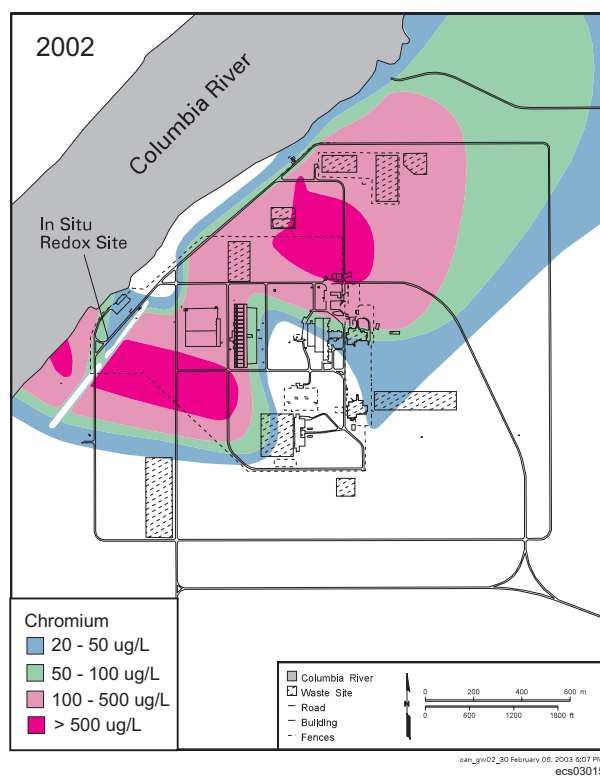 2002
Columbia River
In Situ
Redox Site
Chromium
20 - 50 ug/L
50 - 100 ug/L
100 - 500 ug/L
> 500 ug/L
Columbia River
Waste Site
Road
Building
Fences
N
0 200 400 600 m
0 600 1200 1800 ft
can_gw02_30 February 05, 2003 6:07 PM
ecs03015